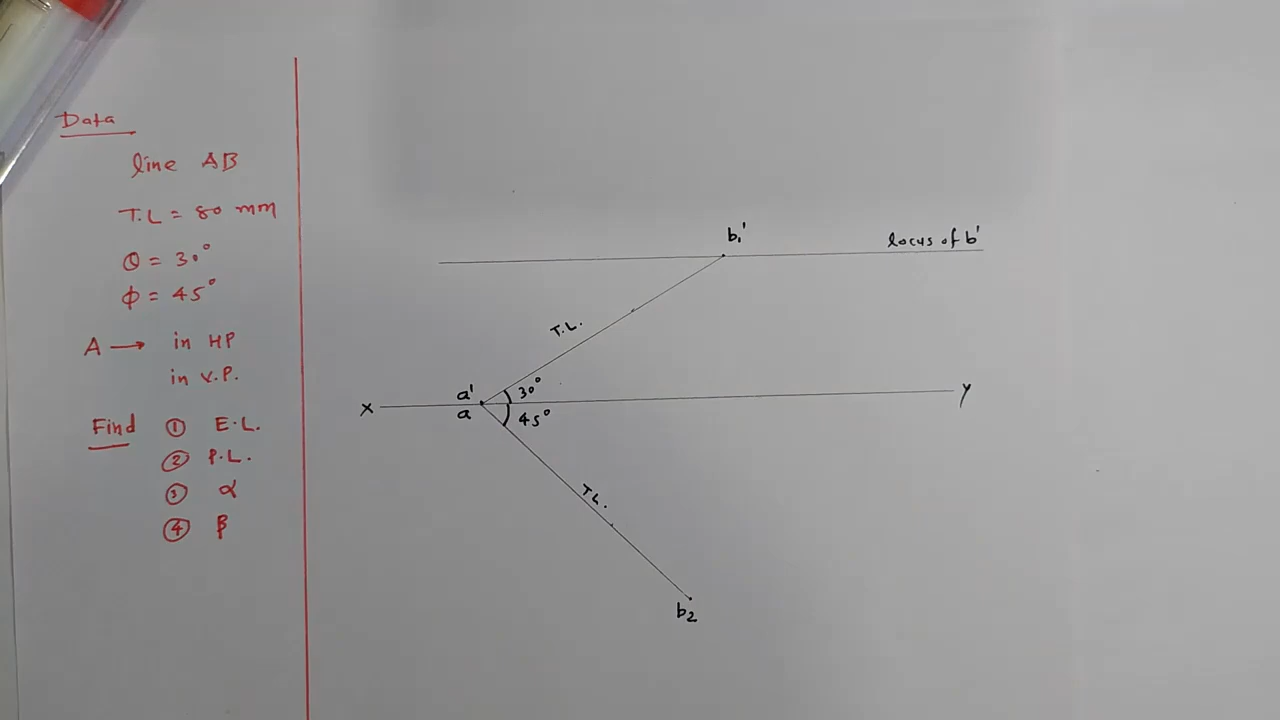 Data
line AB
T.L = 80 mm
θ = 30°
ϕ = 45°
A → in HP
in V.P.
Find ① E.L.
② P.L.
③ α
④ β
b₁'
locus of b'
T.L.
a' 30°
X Y
a 45°
T.L.
b₂